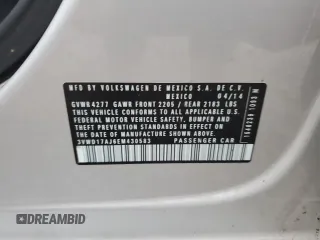 MFD BY VOLKSWAGEN DE MEXICO S.A. DE C.V.
MEXICO 04/14
GVWR4277 GAWR FRONT 2205 / REAR 2183 LBS
THIS VEHICLE CONFORMS TO ALL APPLICABLE
FEDERAL MOTOR VEHICLE SAFETY, BUMPER AND
THEFT PREVENTION STANDARDS IN EFFECT ON
THE DATE OF MANUFACTURE SHOWN ABOVE
3VWD17AJ6EM430583 PASSENGER CAR
DREAMBID